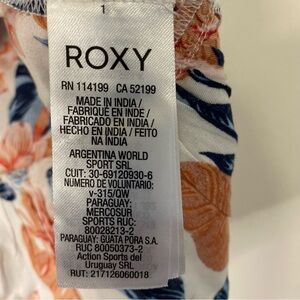 1
ROXY
RN 114199 CA 52199
MADE IN INDIA /
FABRIQUÉ EN INDE /
FABRICADO EN INDIA /
HECHO EN INDIA / FEITO
NA INDIA
ARGENTINA WORLD
SPORT SRL
CUIT: 30-69120930-6
NUMERO DE VOLUNTARIO:
v-315/QW
PARAGUAY:
MERCOSUR
SPORTS RUC:
80028213-2
PARAGUAY: GUATA PORA S.A.
RUC 80050373-2
Action Sports del
Uruguay SRL
RUT: 217126060018